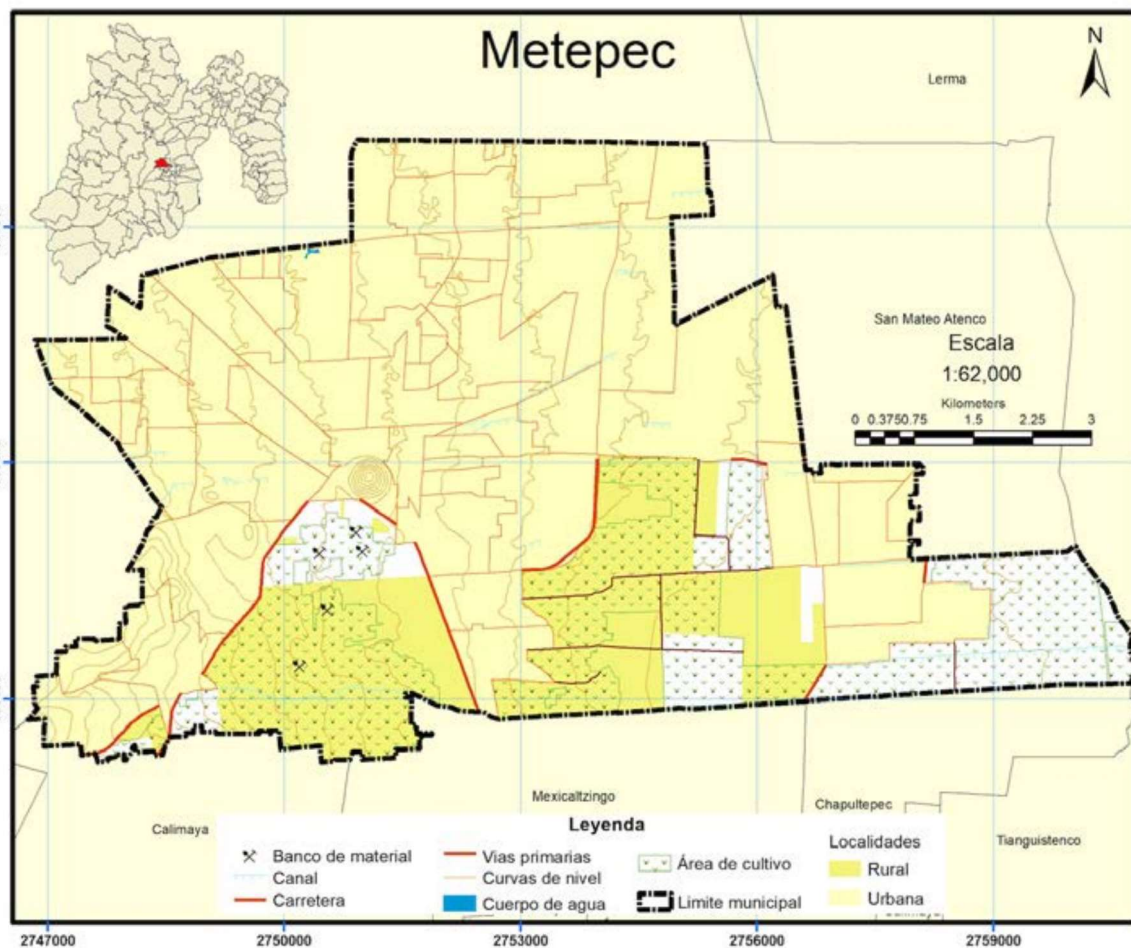 Metepec
N
Lerma
San Mateo Atenco
Escala
1:62,000
Kilometers
0 0.375 0.75 1.5 2.25 3
Mexicaltzingo
Chapultepec
Calimaya
Tianguistenco
Leyenda
Banco de material
Canal
Carretera
Vias primarias
Curvas de nivel
Cuerpo de agua
Área de cultivo
Limite municipal
Localidades
Rural
Urbana
2747000 2750000 2753000 2756000 2759000